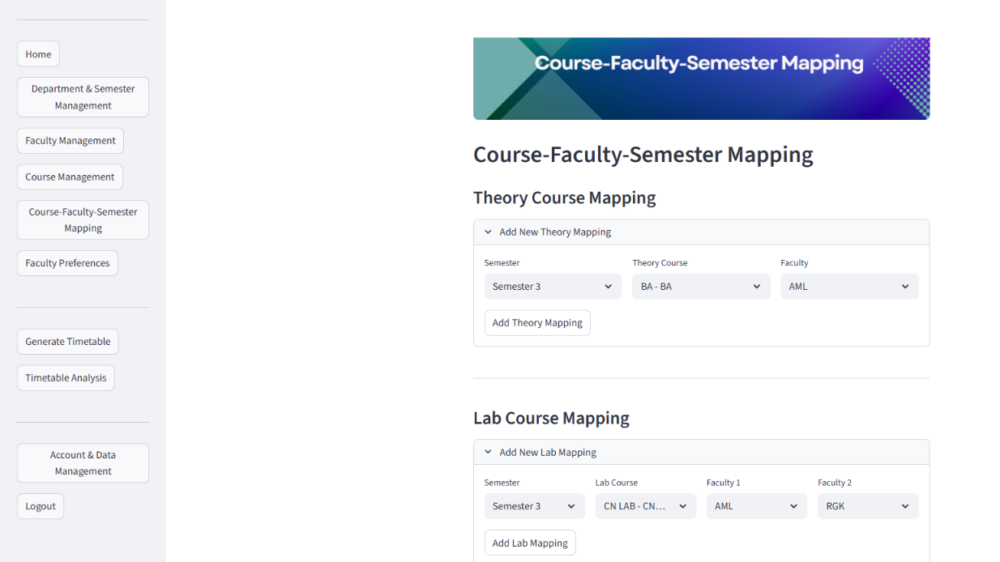 Home
Department & Semester
Management
Faculty Management
Course Management
Course-Faculty-Semester
Mapping
Faculty Preferences
Generate Timetable
Timetable Analysis
Account & Data
Management
Logout
Course-Faculty-Semester Mapping
Course-Faculty-Semester Mapping
Theory Course Mapping
Add New Theory Mapping
Semester Theory Course Faculty
Semester 3 BA - BA AML
Add Theory Mapping
Lab Course Mapping
Add New Lab Mapping
Semester Lab Course Faculty 1 Faculty 2
Semester 3 CN LAB - CN... AML RGK
Add Lab Mapping